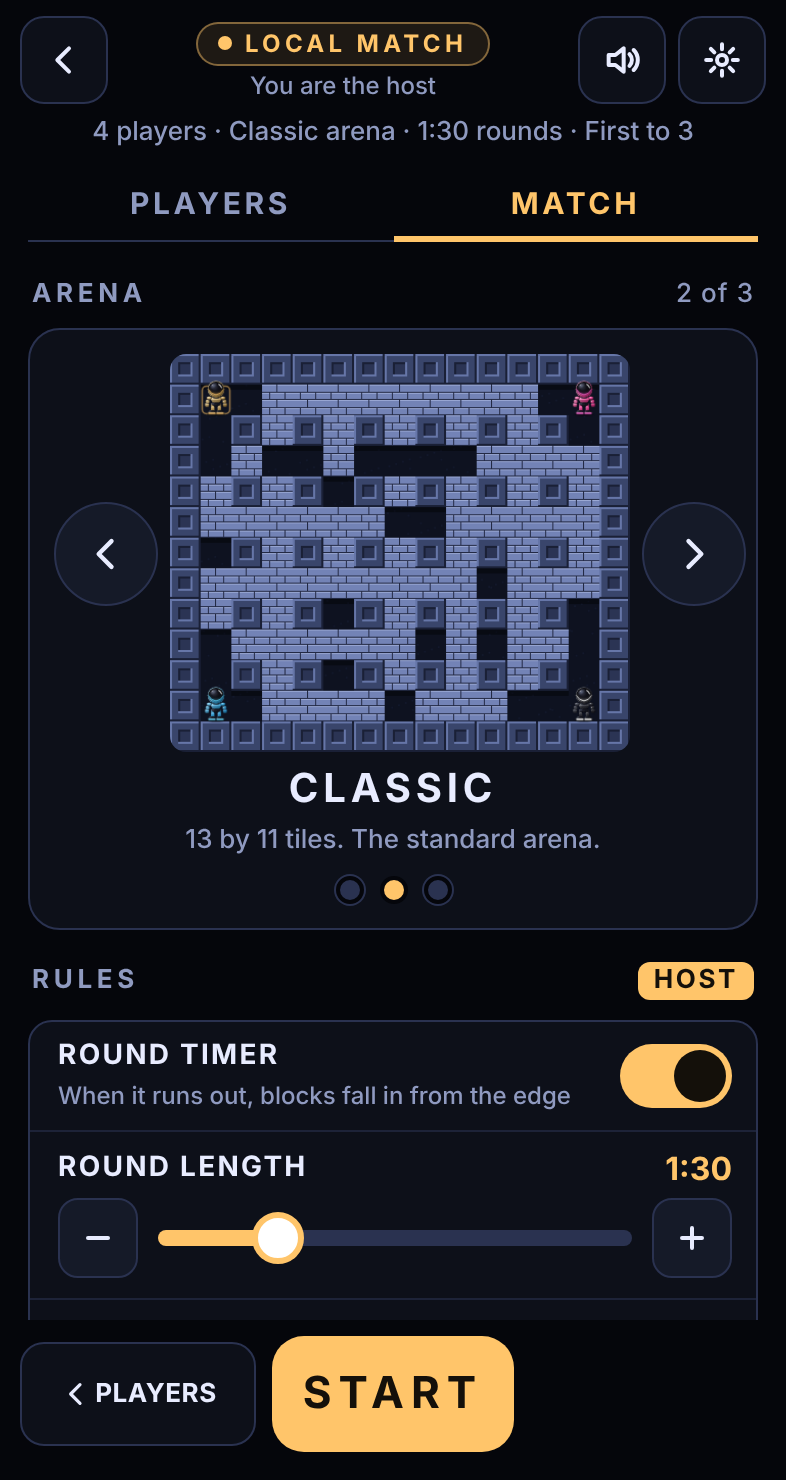 LOCAL MATCH
You are the host
4 players · Classic arena · 1:30 rounds · First to 3
PLAYERS
MATCH
ARENA
2 of 3
CLASSIC
13 by 11 tiles. The standard arena.
RULES
HOST
ROUND TIMER
When it runs out, blocks fall in from the edge
ROUND LENGTH
1:30
PLAYERS
START